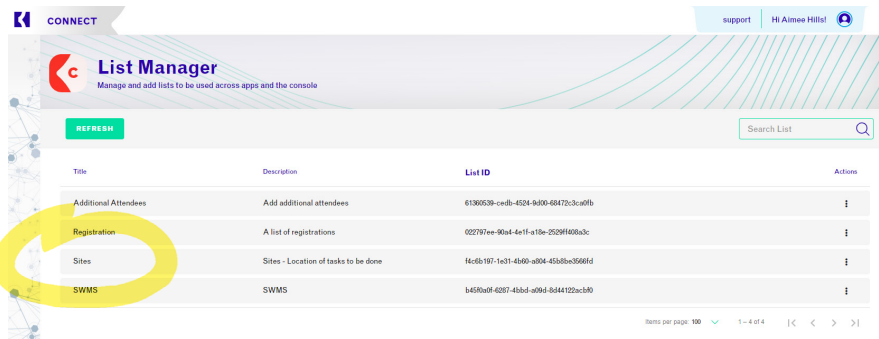 CONNECT
support Hi Aimee Hills!
C
List Manager
Manage and add lists to be used across apps and the console
REFRESH
Search List
Title Description List ID Actions
Additional Attendees Add additional attendees 61360539-cedb-4524-9d00-68472c3ca0fb
Registration A list of registrations 022797ee-90a4-4e1f-a18e-2529ff408a3c
Sites Sites - Location of tasks to be done f4c6b197-1e31-4b60-a804-45b8be3566fd
SWMS SWMS b45f0a0f-6287-4bbd-a09d-8d44122acbf0
Items per page: 100 1 – 4 of 4